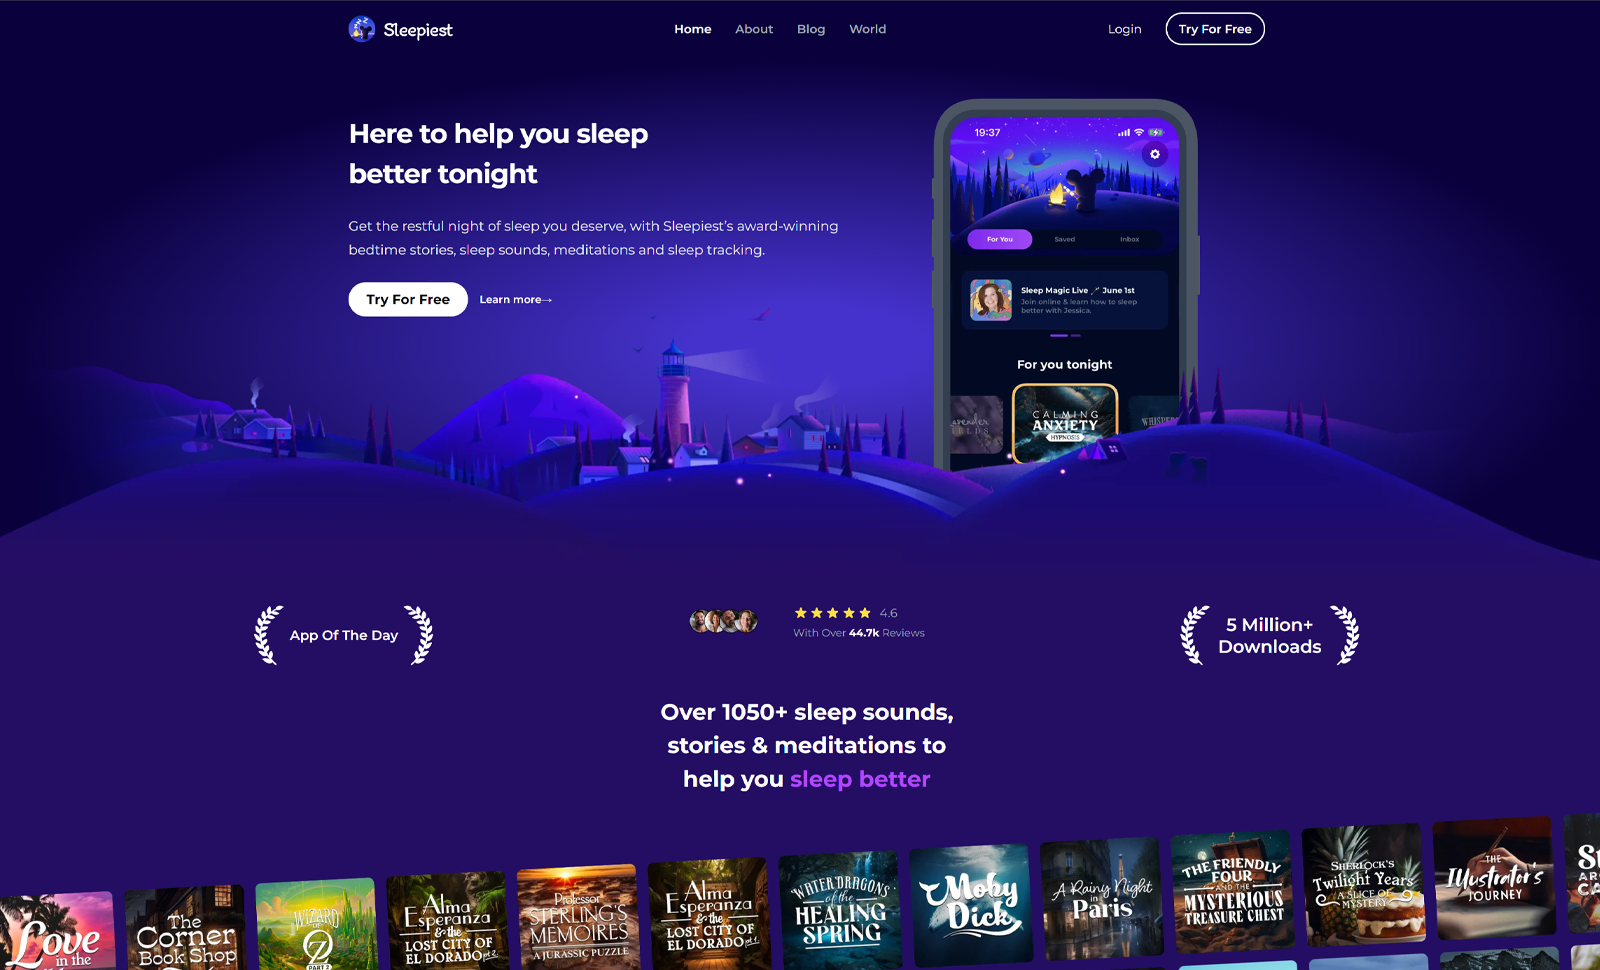 Sleepiest
Home About Blog World
Login
Try For Free
Here to help you sleep
better tonight
Get the restful night of sleep you deserve, with Sleepiest's award-winning
bedtime stories, sleep sounds, meditations and sleep tracking.
Try For Free
Learn more→
19:37
For You Saved Inbox
Sleep Magic Live 🪄 June 1st
Join online & learn how to sleep
better with Jessica.
For you tonight
CALMING
ANXIETY
HYPNOSIS
App Of The Day
4.6
With Over 44.7k Reviews
5 Million+
Downloads
Over 1050+ sleep sounds,
stories & meditations to
help you sleep better
Love
in the
The
Corner
Book Shop
WIZARD
OF
OZ
PART 2
Alma
Esperanza
& the
LOST CITY OF
EL DORADO pt 2
Professor
STERLING'S
MEMOIRES
A JURASSIC PUZZLE
Alma
Esperanza
& the
LOST CITY OF
EL DORADO pt 1
WATER DRAGONS
of the
HEALING
SPRING
Moby
Dick
A Rainy Night
in
Paris
THE FRIENDLY
FOUR
AND THE
MYSTERIOUS
TREASURE CHEST
SHERLOCK'S
Twilight Years
A SLICE OF
MYSTERY
THE
Illustrator's
JOURNEY